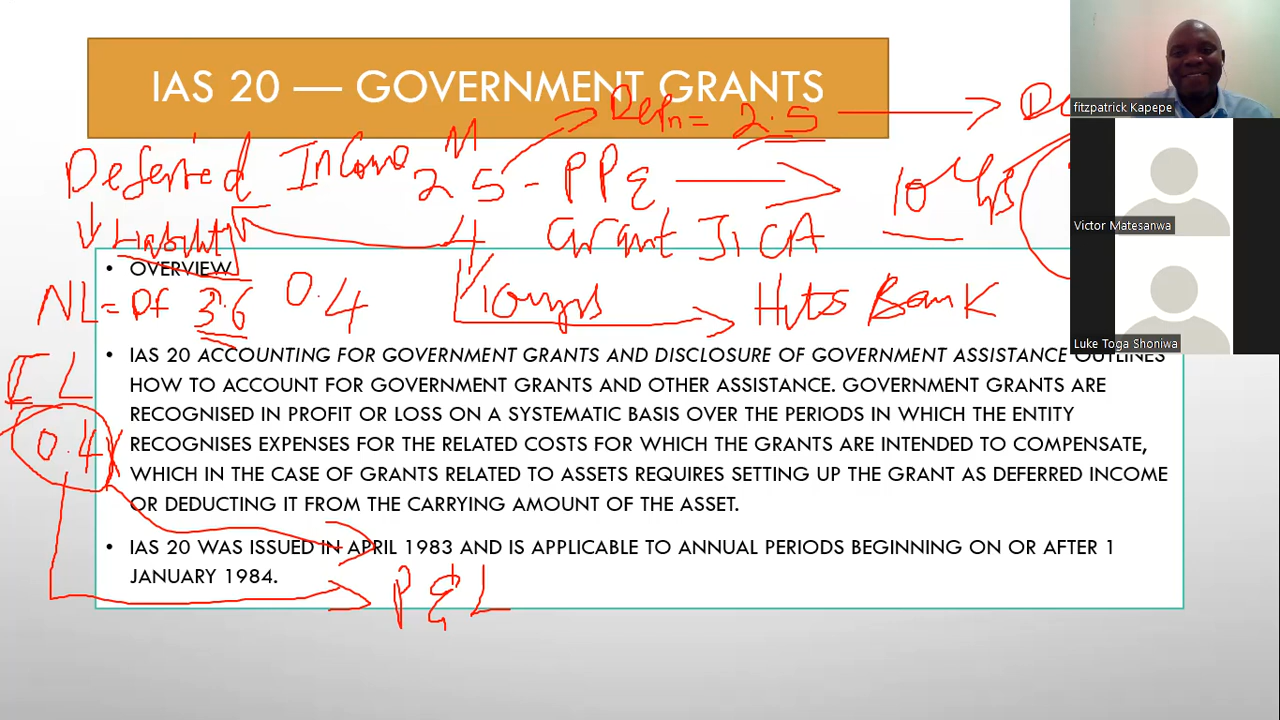 IAS 20 — GOVERNMENT GRANTS
Depn = 2.5
Deferred Income
M
25 - PPE
10 yrs
Liability
4 Grant JICA
• OVERVIEW
NL = Df 3.6 0.4
1/10 yrs
Hots Bank
• IAS 20 ACCOUNTING FOR GOVERNMENT GRANTS AND DISCLOSURE OF GOVERNMENT ASSISTANCE OUTLINES
HOW TO ACCOUNT FOR GOVERNMENT GRANTS AND OTHER ASSISTANCE. GOVERNMENT GRANTS ARE
RECOGNISED IN PROFIT OR LOSS ON A SYSTEMATIC BASIS OVER THE PERIODS IN WHICH THE ENTITY
RECOGNISES EXPENSES FOR THE RELATED COSTS FOR WHICH THE GRANTS ARE INTENDED TO COMPENSATE,
WHICH IN THE CASE OF GRANTS RELATED TO ASSETS REQUIRES SETTING UP THE GRANT AS DEFERRED INCOME
OR DEDUCTING IT FROM THE CARRYING AMOUNT OF THE ASSET.
CL
0.4
• IAS 20 WAS ISSUED IN APRIL 1983 AND IS APPLICABLE TO ANNUAL PERIODS BEGINNING ON OR AFTER 1
JANUARY 1984.
P & L
fitzpatrick Kapepe
Victor Matesanwa
Luke Toga Shoniwa